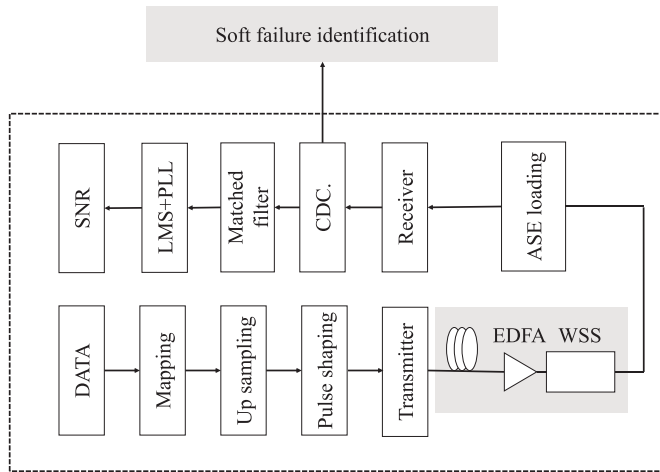 Soft failure identification
SNR
LMS+PLL
Matched
filter
CDC.
Receiver
ASE loading
DATA
Mapping
Up sampling
Pulse shaping
Transmitter
EDFA
WSS